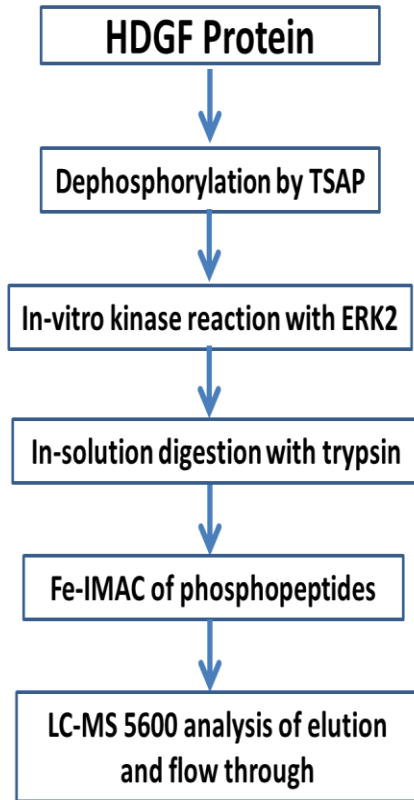 HDGF Protein
Dephosphorylation by TSAP
In-vitro kinase reaction with ERK2
In-solution digestion with trypsin
Fe-IMAC of phosphopeptides
LC-MS 5600 analysis of elution
and flow through